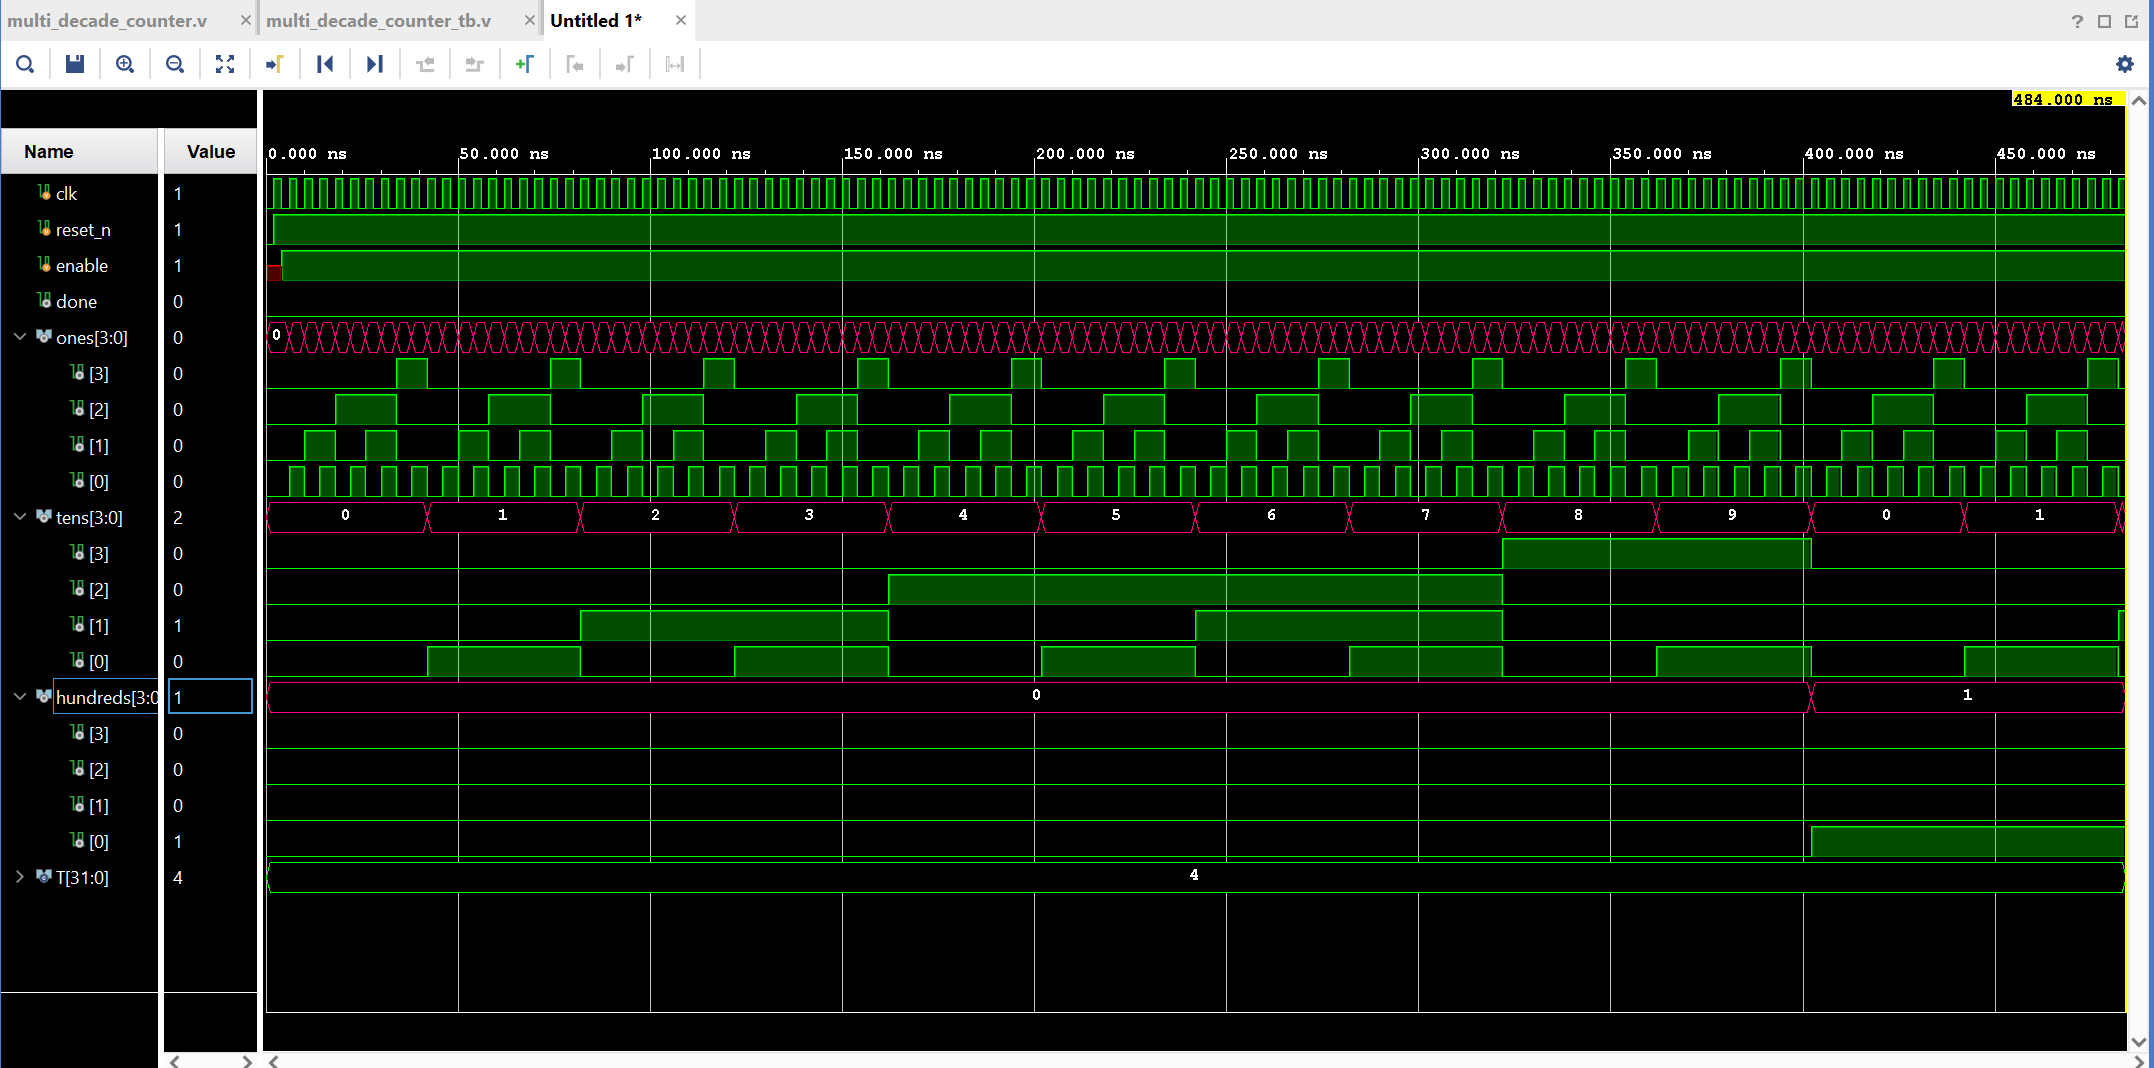 multi_decade_counter.v
multi_decade_counter_tb.v
Untitled 1*
484.000 ns
Name Value
0.000 ns 50.000 ns 100.000 ns 150.000 ns 200.000 ns 250.000 ns 300.000 ns 350.000 ns 400.000 ns 450.000 ns
clk 1
reset_n 1
enable 1
done 0
ones[3:0] 0 0
[3] 0
[2] 0
[1] 0
[0] 0
tens[3:0] 2 0 1 2 3 4 5 6 7 8 9 0 1
[3] 0
[2] 0
[1] 1
[0] 0
hundreds[3:0 1 0 1
[3] 0
[2] 0
[1] 0
[0] 1
T[31:0] 4 4